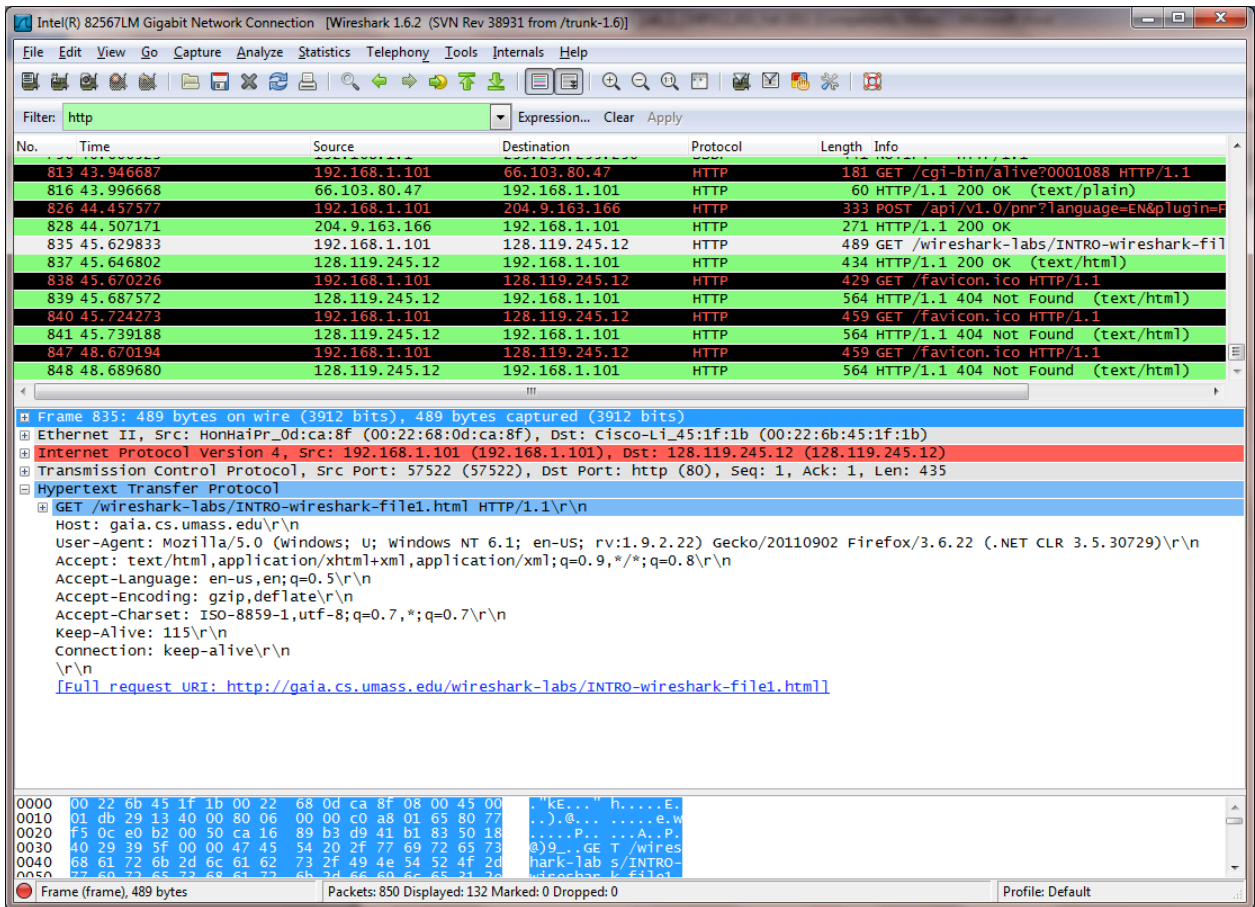 Intel(R) 82567LM Gigabit Network Connection [Wireshark 1.6.2 (SVN Rev 38931 from /trunk-1.6)]
File Edit View Go Capture Analyze Statistics Telephony Tools Internals Help
Filter: http Expression... Clear Apply
No. Time Source Destination Protocol Length Info
813 43.946687 192.168.1.101 66.103.80.47 HTTP 181 GET /cgi-bin/alive?0001088 HTTP/1.1
816 43.996668 66.103.80.47 192.168.1.101 HTTP 60 HTTP/1.1 200 OK (text/plain)
826 44.457577 192.168.1.101 204.9.163.166 HTTP 333 POST /api/v1.0/pnr?language=EN&plugin=F
828 44.507171 204.9.163.166 192.168.1.101 HTTP 271 HTTP/1.1 200 OK
835 45.629833 192.168.1.101 128.119.245.12 HTTP 489 GET /wireshark-labs/INTRO-wireshark-fil
837 45.646802 128.119.245.12 192.168.1.101 HTTP 434 HTTP/1.1 200 OK (text/html)
838 45.670226 192.168.1.101 128.119.245.12 HTTP 429 GET /favicon.ico HTTP/1.1
839 45.687572 128.119.245.12 192.168.1.101 HTTP 564 HTTP/1.1 404 Not Found (text/html)
840 45.724273 192.168.1.101 128.119.245.12 HTTP 459 GET /favicon.ico HTTP/1.1
841 45.739188 128.119.245.12 192.168.1.101 HTTP 564 HTTP/1.1 404 Not Found (text/html)
847 48.670194 192.168.1.101 128.119.245.12 HTTP 459 GET /favicon.ico HTTP/1.1
848 48.689680 128.119.245.12 192.168.1.101 HTTP 564 HTTP/1.1 404 Not Found (text/html)
Frame 835: 489 bytes on wire (3912 bits), 489 bytes captured (3912 bits)
Ethernet II, Src: HonHaiPr_0d:ca:8f (00:22:68:0d:ca:8f), Dst: Cisco-Li_45:1f:1b (00:22:6b:45:1f:1b)
Internet Protocol Version 4, Src: 192.168.1.101 (192.168.1.101), Dst: 128.119.245.12 (128.119.245.12)
Transmission Control Protocol, Src Port: 57522 (57522), Dst Port: http (80), Seq: 1, Ack: 1, Len: 435
Hypertext Transfer Protocol
GET /wireshark-labs/INTRO-wireshark-file1.html HTTP/1.1\r\n
Host: gaia.cs.umass.edu\r\n
User-Agent: Mozilla/5.0 (Windows; U; Windows NT 6.1; en-US; rv:1.9.2.22) Gecko/20110902 Firefox/3.6.22 (.NET CLR 3.5.30729)\r\n
Accept: text/html,application/xhtml+xml,application/xml;q=0.9,*/*;q=0.8\r\n
Accept-Language: en-us,en;q=0.5\r\n
Accept-Encoding: gzip,deflate\r\n
Accept-Charset: ISO-8859-1,utf-8;q=0.7,*;q=0.7\r\n
Keep-Alive: 115\r\n
Connection: keep-alive\r\n
\r\n
[Full request URI: http://gaia.cs.umass.edu/wireshark-labs/INTRO-wireshark-file1.html]
0000 00 22 6b 45 1f 1b 00 22 68 0d ca 8f 08 00 45 00 ."kE..." h.....E.
0010 01 db 29 13 40 00 80 06 00 00 c0 a8 01 65 80 77 ..).@... .....e.w
0020 f5 0c e0 b2 00 50 ca 16 89 b3 d9 41 b1 83 50 18 .....P.. ...A..P.
0030 40 29 39 5f 00 00 47 45 54 20 2f 77 69 72 65 73 @)9_..GE T /wires
0040 68 61 72 6b 2d 6c 61 62 73 2f 49 4e 54 52 4f 2d hark-lab s/INTRO-
0050 77 69 72 65 73 68 61 72 6b 2d 66 69 6c 65 31 2e wireshar k-file1.
Frame (frame), 489 bytes Packets: 850 Displayed: 132 Marked: 0 Dropped: 0 Profile: Default